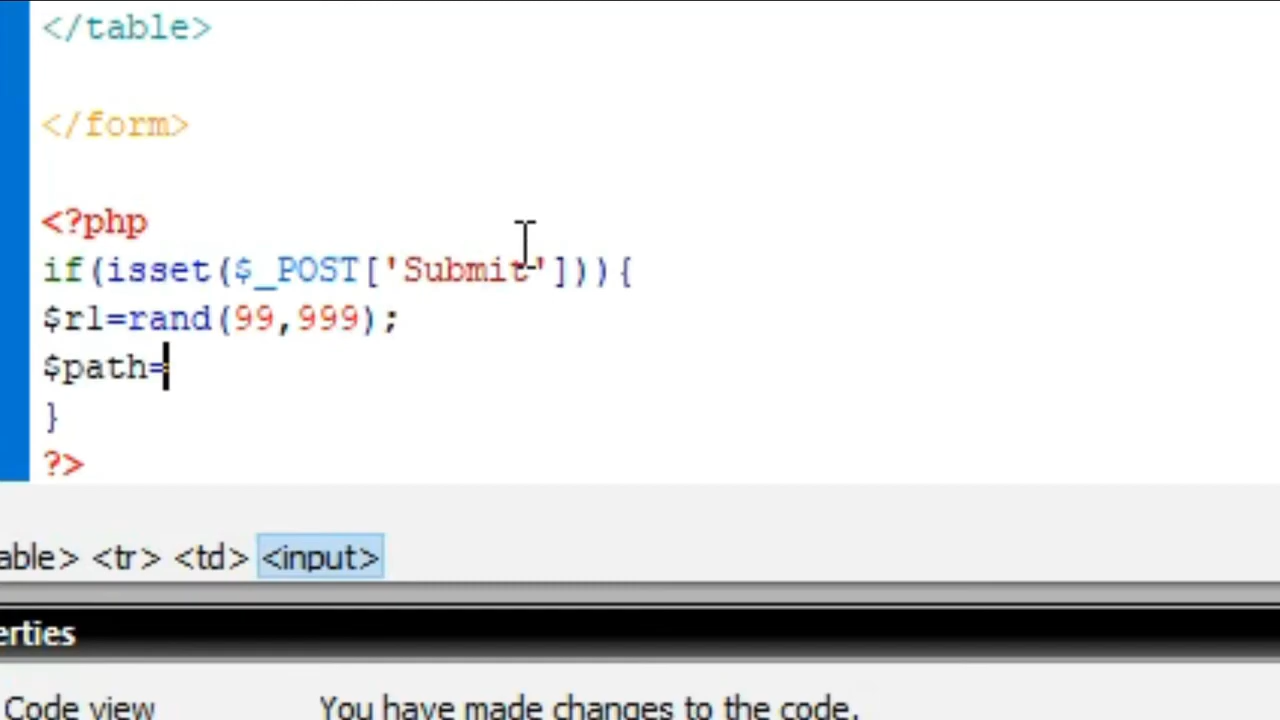 </table>
</form>
<?php
if(isset($_POST['Submit'])){
$rl=rand(99,999);
$path=
}
?>
able> <tr> <td> <input>
erties
Code view You have made changes to the code.